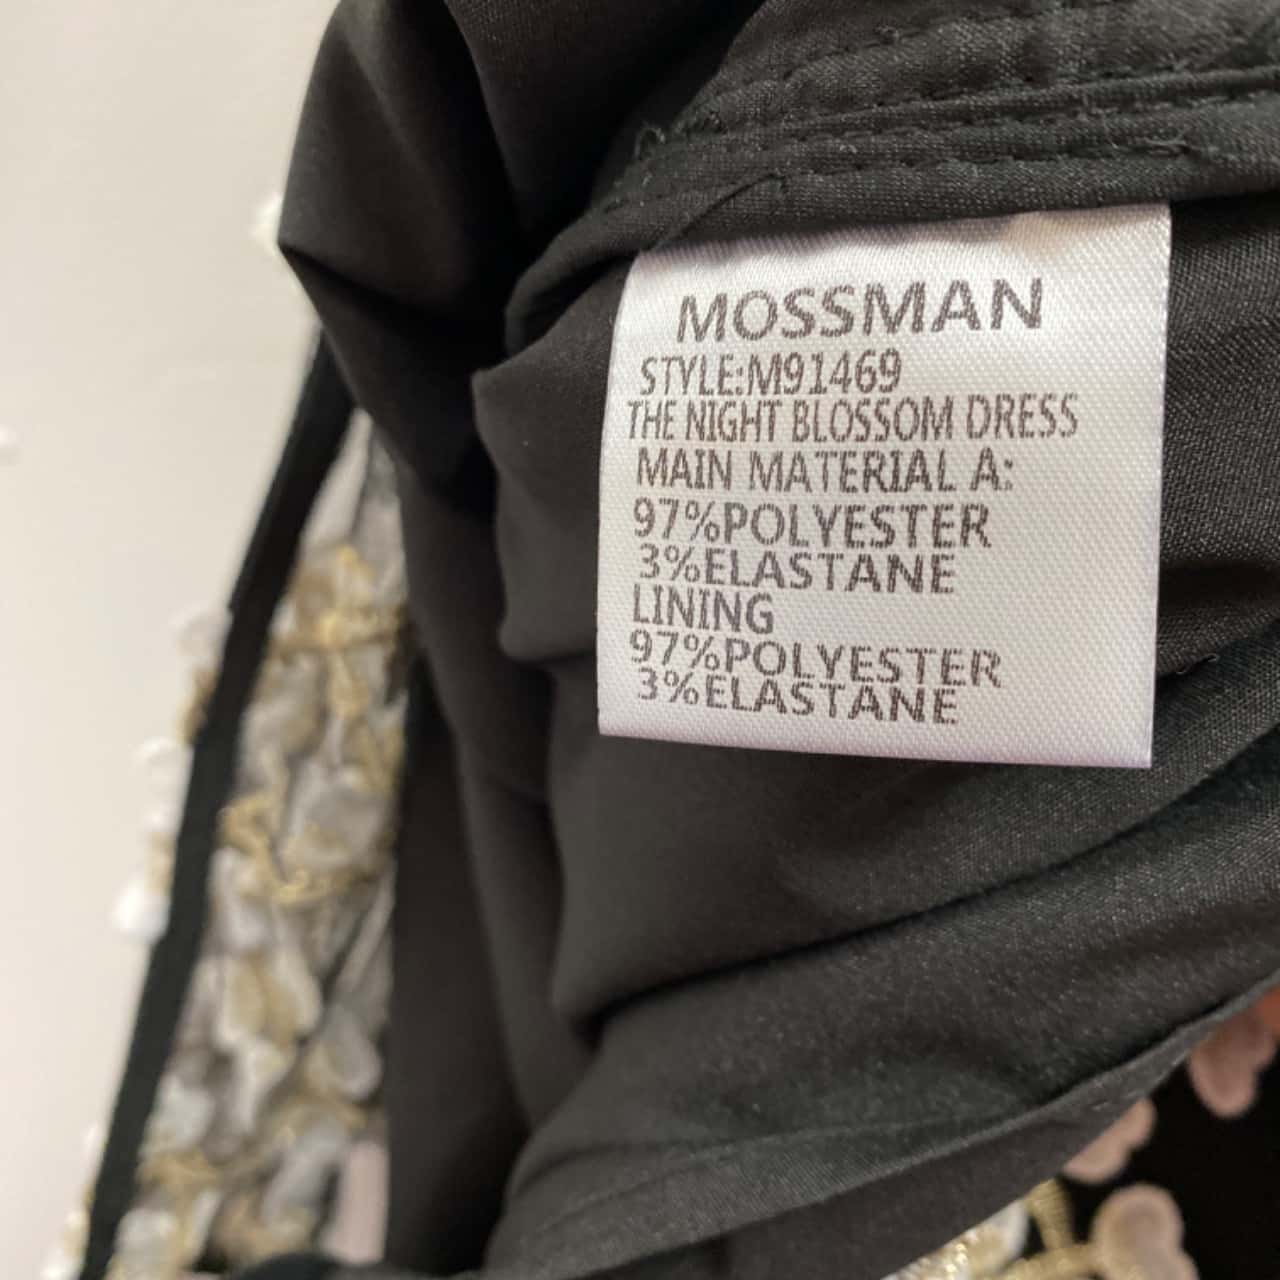 MOSSMAN
STYLE:M91469
THE NIGHT BLOSSOM DRESS
MAIN MATERIAL A:
97%POLYESTER
3%ELASTANE
LINING
97%POLYESTER
3%ELASTANE